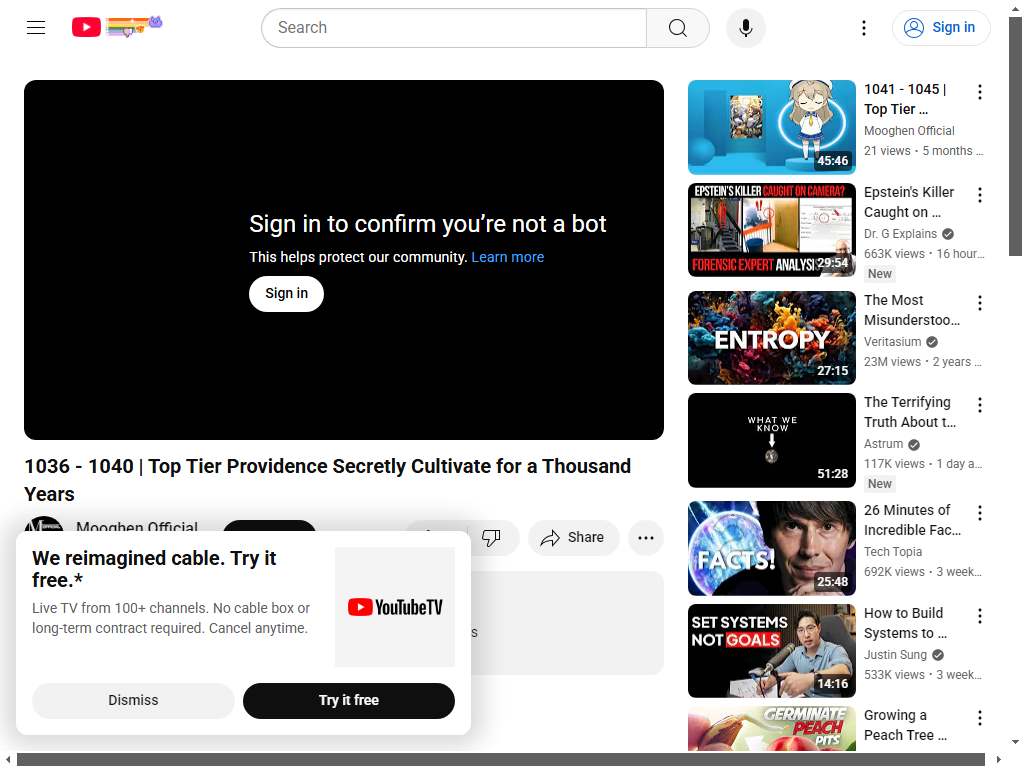 Search
Sign in
Sign in to confirm you’re not a bot
This helps protect our community. Learn more
Sign in
1036 - 1040 | Top Tier Providence Secretly Cultivate for a Thousand
Years
Mooghen Official
Share
We reimagined cable. Try it
free.*
Live TV from 100+ channels. No cable box or
long-term contract required. Cancel anytime.
YouTubeTV
Dismiss
Try it free
45:46
1041 - 1045 |
Top Tier ...
Mooghen Official
21 views • 5 months ...
EPSTEIN'S KILLER CAUGHT ON CAMERA?
FORENSIC EXPERT ANALYSI
29:54
Epstein's Killer
Caught on ...
Dr. G Explains
663K views • 16 hour...
New
ENTROPY
27:15
The Most
Misunderstoo...
Veritasium
23M views • 2 years ...
WHAT WE
KNOW
51:28
The Terrifying
Truth About t...
Astrum
117K views • 1 day a...
New
FACTS!
25:48
26 Minutes of
Incredible Fac...
Tech Topia
692K views • 3 week...
SET SYSTEMS
NOT GOALS
14:16
How to Build
Systems to ...
Justin Sung
533K views • 3 week...
GERMINATE
PEACH
PITS
Growing a
Peach Tree ...